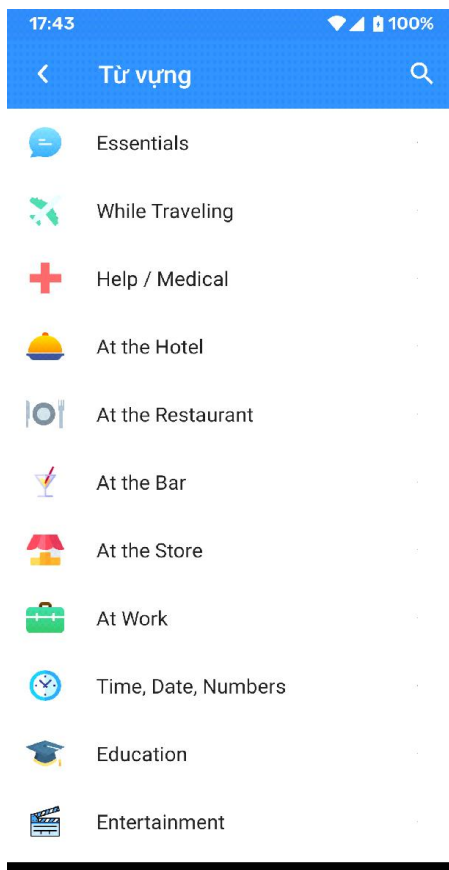 17:43
100%
Từ vựng
Essentials
While Traveling
Help / Medical
At the Hotel
At the Restaurant
At the Bar
At the Store
At Work
Time, Date, Numbers
Education
Entertainment